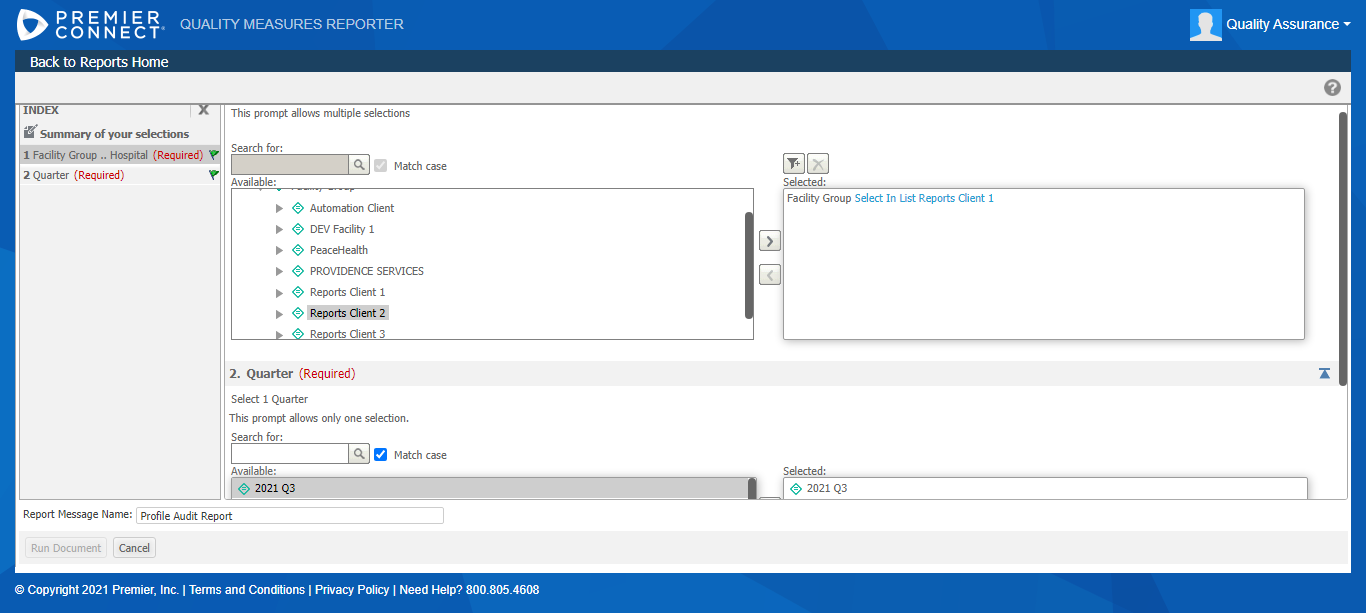 PREMIER CONNECT
QUALITY MEASURES REPORTER
Quality Assurance
Back to Reports Home
INDEX
Summary of your selections
1 Facility Group .. Hospital (Required)
2 Quarter (Required)
This prompt allows multiple selections
Search for:
Match case
Available:
Facility Group
Automation Client
DEV Facility 1
PeaceHealth
PROVIDENCE SERVICES
Reports Client 1
Reports Client 2
Reports Client 3
Selected:
Facility Group Select In List Reports Client 1
2. Quarter (Required)
Select 1 Quarter
This prompt allows only one selection.
Search for:
Match case
Available:
2021 Q3
Selected:
2021 Q3
Report Message Name: Profile Audit Report
Run Document Cancel
© Copyright 2021 Premier, Inc. | Terms and Conditions | Privacy Policy | Need Help? 800.805.4608